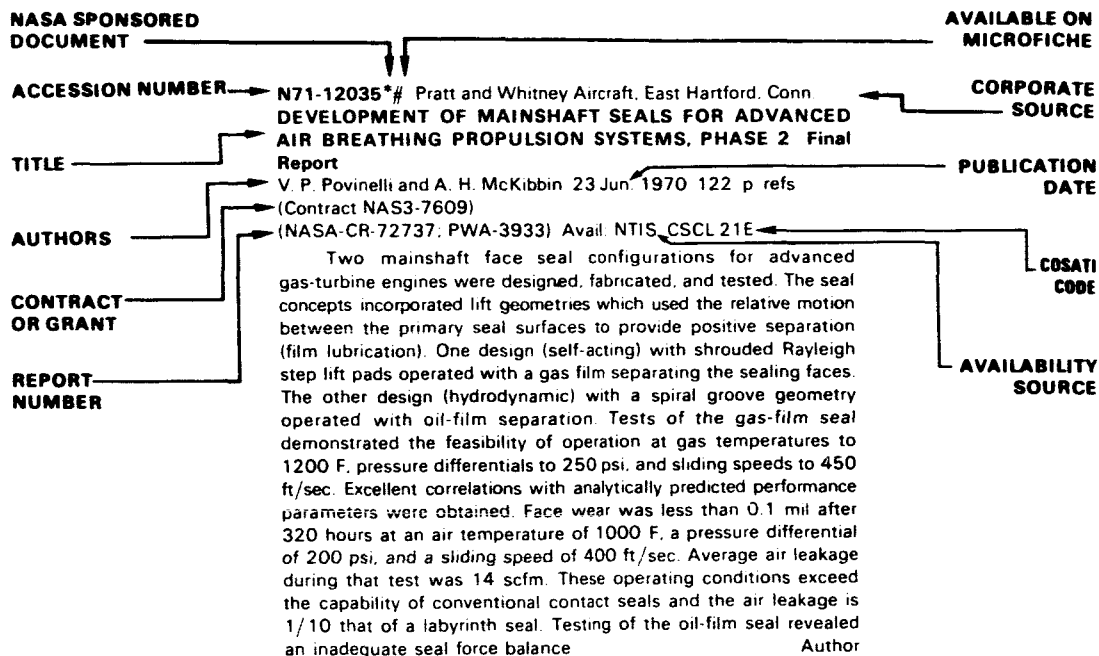 NASA SPONSORED
DOCUMENT
AVAILABLE ON
MICROFICHE
ACCESSION NUMBER
N71-12035*# Pratt and Whitney Aircraft, East Hartford, Conn.
CORPORATE
SOURCE
DEVELOPMENT OF MAINSHAFT SEALS FOR ADVANCED
AIR BREATHING PROPULSION SYSTEMS, PHASE 2 Final
Report
TITLE
V. P. Povinelli and A. H. McKibbin 23 Jun. 1970 122 p refs
PUBLICATION
DATE
(Contract NAS3-7609)
AUTHORS
(NASA-CR-72737; PWA-3933) Avail: NTIS CSCL 21E
COSATI
CODE
CONTRACT
OR GRANT
AVAILABILITY
SOURCE
REPORT
NUMBER
Two mainshaft face seal configurations for advanced
gas-turbine engines were designed, fabricated, and tested. The seal
concepts incorporated lift geometries which used the relative motion
between the primary seal surfaces to provide positive separation
(film lubrication). One design (self-acting) with shrouded Rayleigh
step lift pads operated with a gas film separating the sealing faces.
The other design (hydrodynamic) with a spiral groove geometry
operated with oil-film separation. Tests of the gas-film seal
demonstrated the feasibility of operation at gas temperatures to
1200 F, pressure differentials to 250 psi, and sliding speeds to 450
ft/sec. Excellent correlations with analytically predicted performance
parameters were obtained. Face wear was less than 0.1 mil after
320 hours at an air temperature of 1000 F, a pressure differential
of 200 psi, and a sliding speed of 400 ft/sec. Average air leakage
during that test was 14 scfm. These operating conditions exceed
the capability of conventional contact seals and the air leakage is
1/10 that of a labyrinth seal. Testing of the oil-film seal revealed
an inadequate seal force balance Author